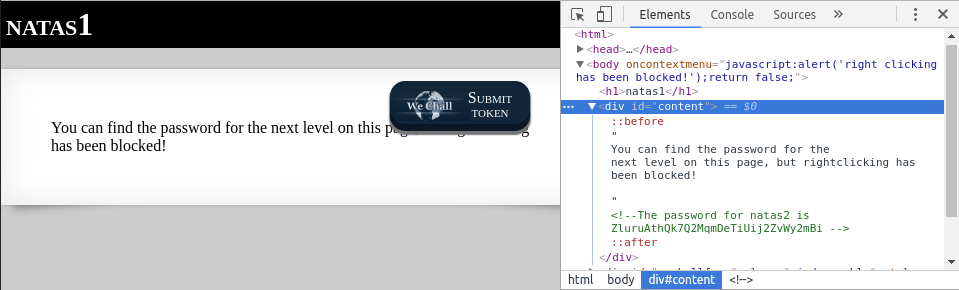 NATAS1
We Chall
SUBMIT
TOKEN
You can find the password for the next level on this
has been blocked!
Elements Console Sources »
<html>
<head>…</head>
<body oncontextmenu="javascript:alert('right clicking
has been blocked!');return false;">
<h1>natas1</h1>
<div id="content"> == $0
::before
"
You can find the password for the
next level on this page, but rightclicking has
been blocked!
"
<!--The password for natas2 is
ZluruAthQk7Q2MqmDeTiUij2ZvWy2mBi -->
::after
</div>
html body div#content <!-->